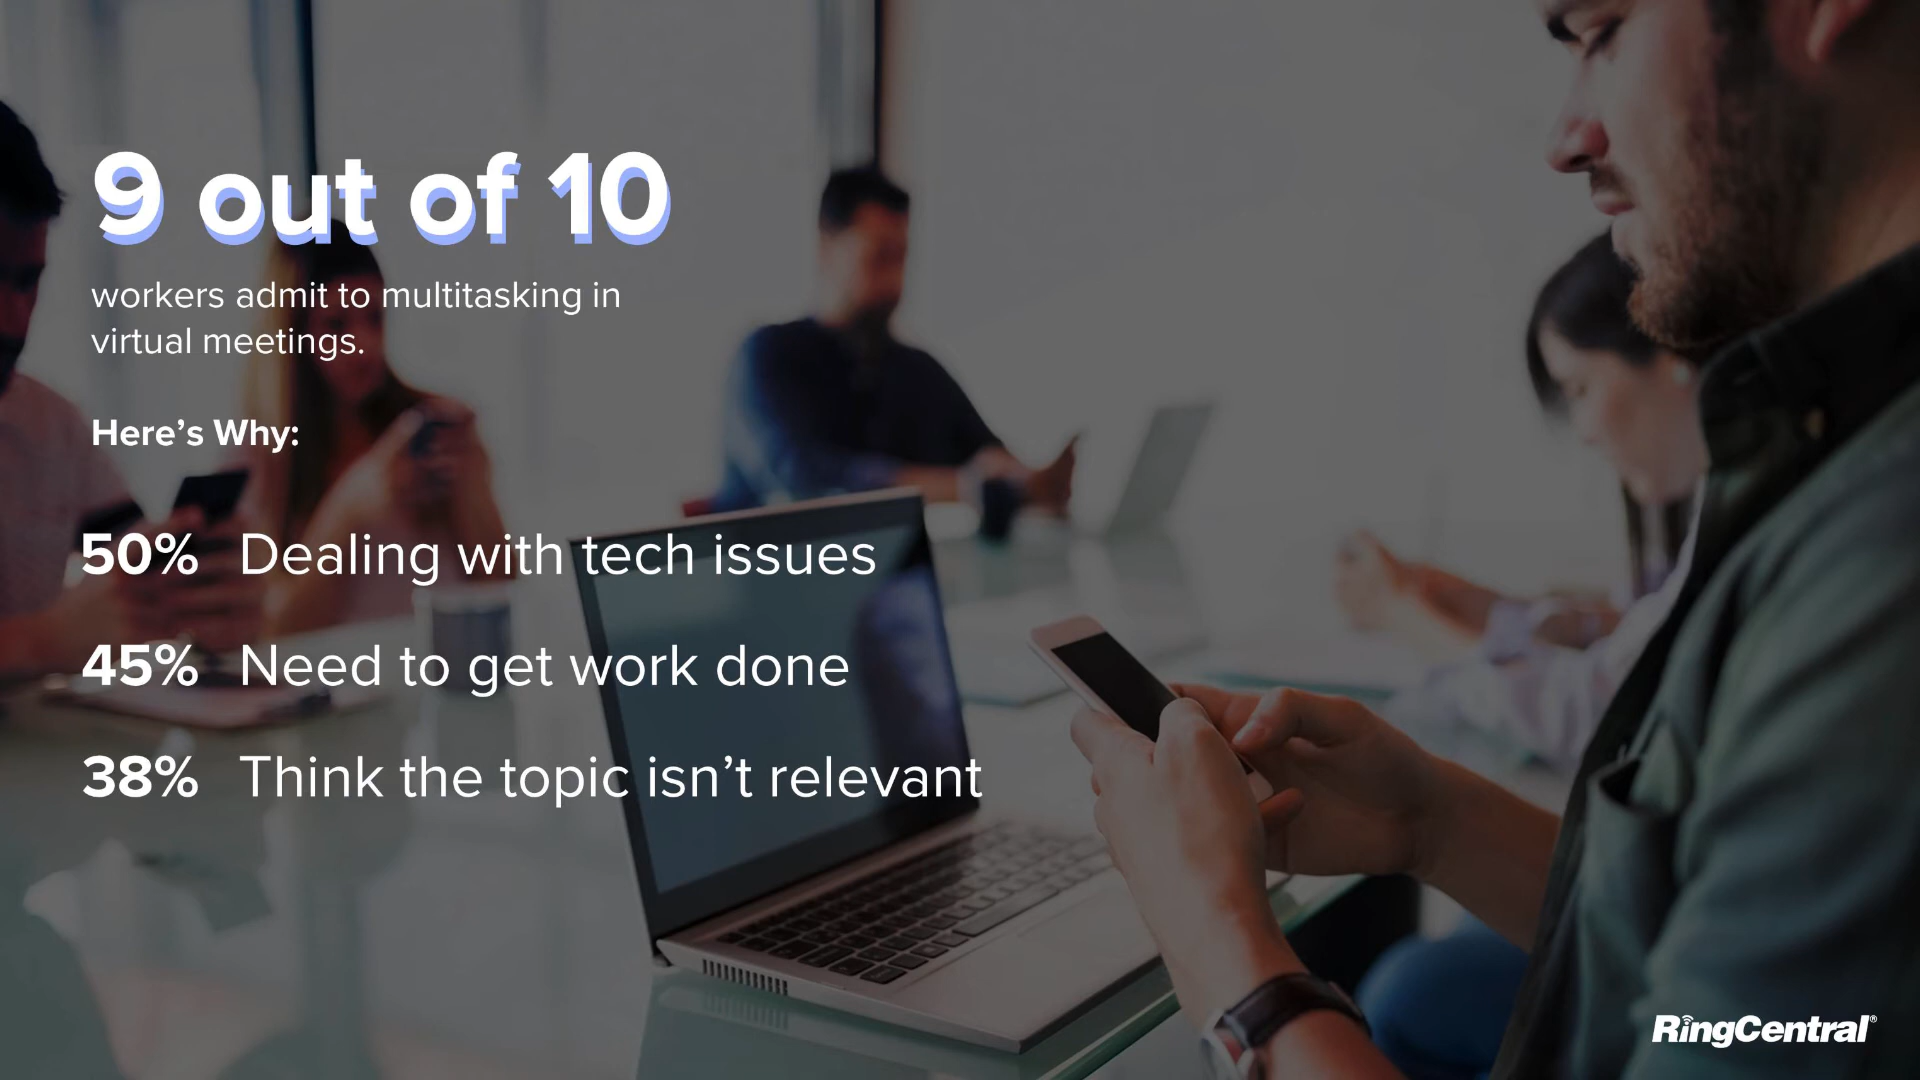 9 out of 10
workers admit to multitasking in
virtual meetings.
Here’s Why:
50% Dealing with tech issues
45% Need to get work done
38% Think the topic isn’t relevant
RingCentral®